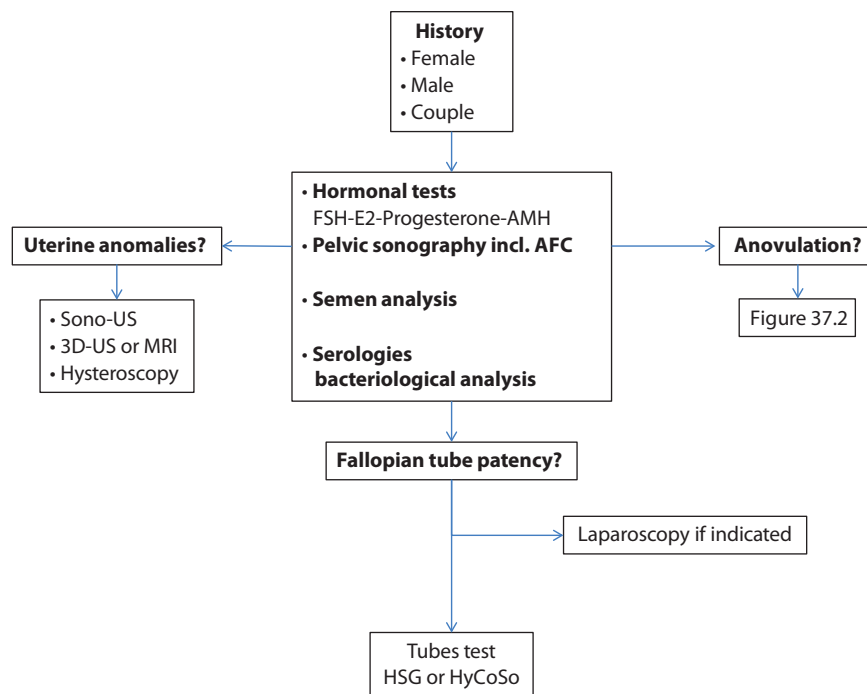 History
• Female
• Male
• Couple
• Hormonal tests
FSH-E2-Progesterone-AMH
• Pelvic sonography incl. AFC
• Semen analysis
• Serologies
bacteriological analysis
Uterine anomalies?
• Sono-US
• 3D-US or MRI
• Hysteroscopy
Anovulation?
Figure 37.2
Fallopian tube patency?
Laparoscopy if indicated
Tubes test
HSG or HyCoSo